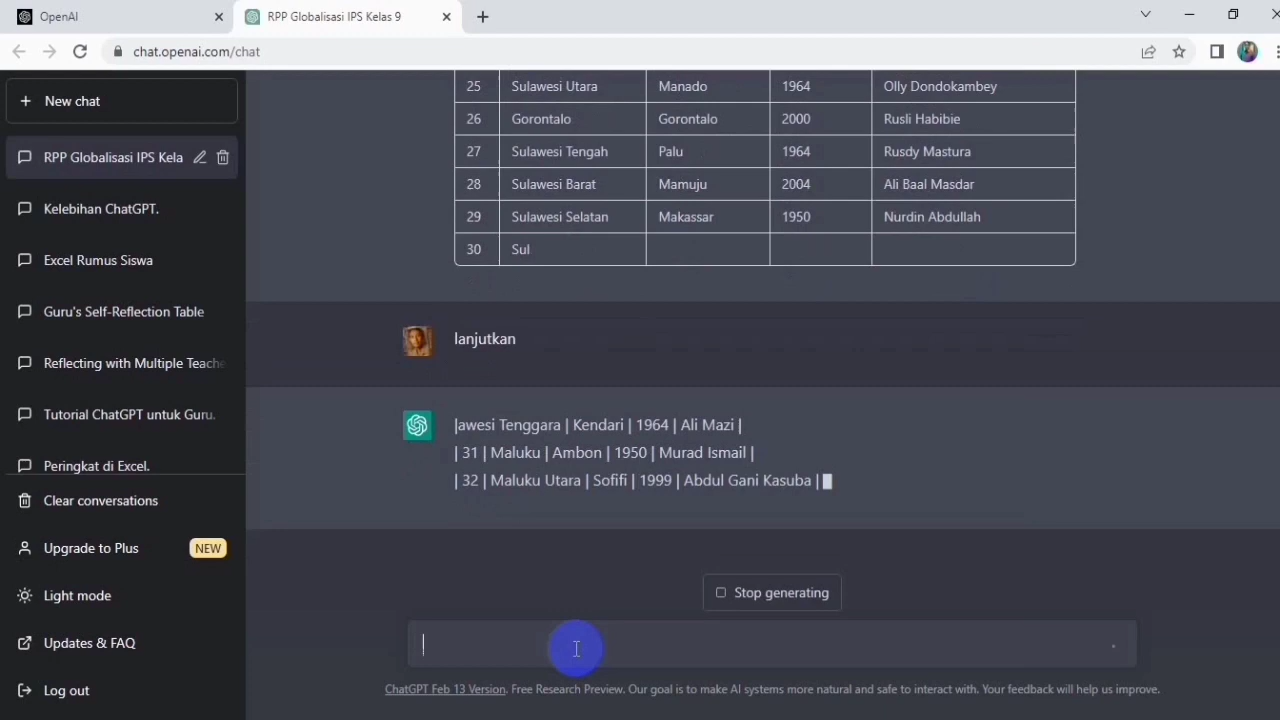 OpenAI
RPP Globalisasi IPS Kelas 9
chat.openai.com/chat
New chat
RPP Globalisasi IPS Kela
Kelebihan ChatGPT.
Excel Rumus Siswa
Guru's Self-Reflection Table
Reflecting with Multiple Teache
Tutorial ChatGPT untuk Guru.
Peringkat di Excel.
Clear conversations
Upgrade to Plus NEW
Light mode
Updates & FAQ
Log out
25 Sulawesi Utara Manado 1964 Olly Dondokambey
26 Gorontalo Gorontalo 2000 Rusli Habibie
27 Sulawesi Tengah Palu 1964 Rusdy Mastura
28 Sulawesi Barat Mamuju 2004 Ali Baal Masdar
29 Sulawesi Selatan Makassar 1950 Nurdin Abdullah
30 Sul
lanjutkan
|awesi Tenggara | Kendari | 1964 | Ali Mazi |
| 31 | Maluku | Ambon | 1950 | Murad Ismail |
| 32 | Maluku Utara | Sofifi | 1999 | Abdul Gani Kasuba |
Stop generating
ChatGPT Feb 13 Version. Free Research Preview. Our goal is to make AI systems more natural and safe to interact with. Your feedback will help us improve.